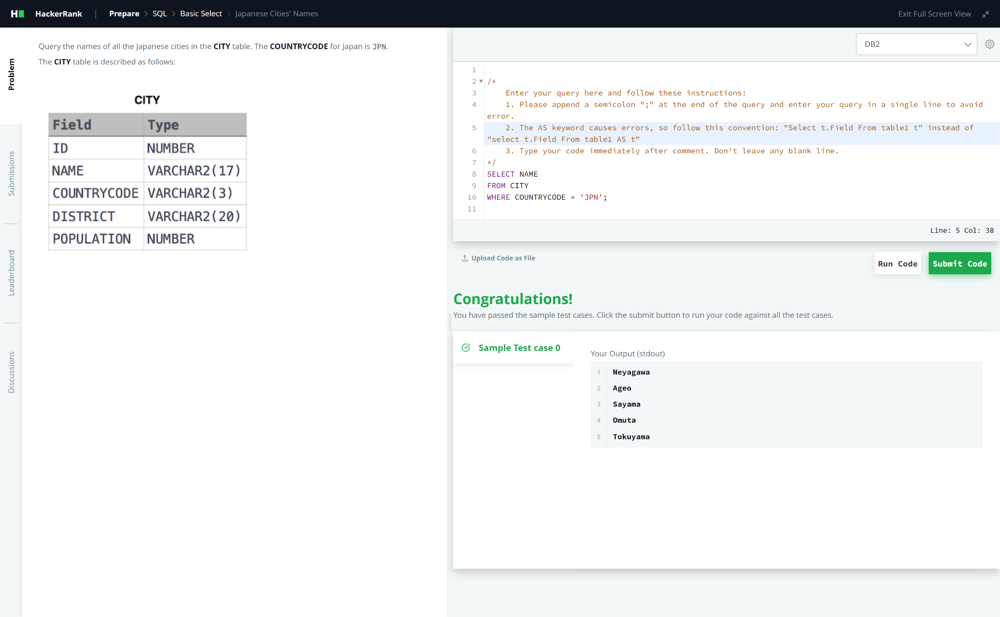 HackerRank | Prepare > SQL > Basic Select > Japanese Cities' Names
Exit Full Screen View
Problem
Submissions
Leaderboard
Discussions
Query the names of all the Japanese cities in the CITY table. The COUNTRYCODE for Japan is JPN.
The CITY table is described as follows:
CITY
Field Type
ID NUMBER
NAME VARCHAR2(17)
COUNTRYCODE VARCHAR2(3)
DISTRICT VARCHAR2(20)
POPULATION NUMBER
DB2
1
2 /*
3 Enter your query here and follow these instructions:
4 1. Please append a semicolon ";" at the end of the query and enter your query in a single line to avoid
error.
5 2. The AS keyword causes errors, so follow this convention: "Select t.Field From table1 t" instead of
"select t.Field From table1 AS t"
6 3. Type your code immediately after comment. Don't leave any blank line.
7 */
8 SELECT NAME
9 FROM CITY
10 WHERE COUNTRYCODE = 'JPN';
11
Line: 5 Col: 38
Upload Code as File
Run Code
Submit Code
Congratulations!
You have passed the sample test cases. Click the submit button to run your code against all the test cases.
Sample Test case 0
Your Output (stdout)
1 Neyagawa
2 Ageo
3 Sayama
4 Omuta
5 Tokuyama